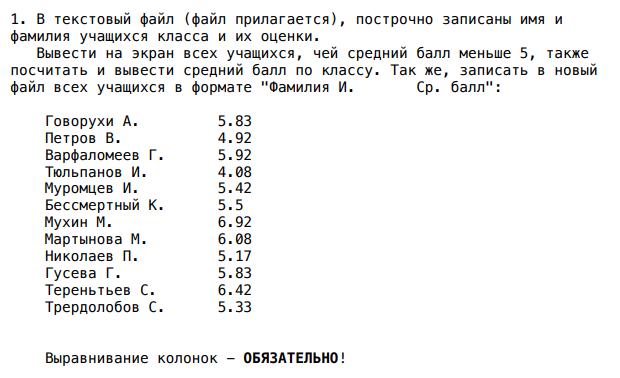 1. В текстовый файл (файл прилагается), построчно записаны имя и
фамилия учащихся класса и их оценки.
Вывести на экран всех учащихся, чей средний балл меньше 5, также
посчитать и вывести средний балл по классу. Так же, записать в новый
файл всех учащихся в формате "Фамилия И. Ср. балл":
Говорухи А. 5.83
Петров В. 4.92
Варфаломеев Г. 5.92
Тюльпанов И. 4.08
Муромцев И. 5.42
Бессмертный К. 5.5
Мухин М. 6.92
Мартынова М. 6.08
Николаев П. 5.17
Гусева Г. 5.83
Тереньтьев С. 6.42
Трердолобов С. 5.33
Выравнивание колонок – ОБЯЗАТЕЛЬНО!